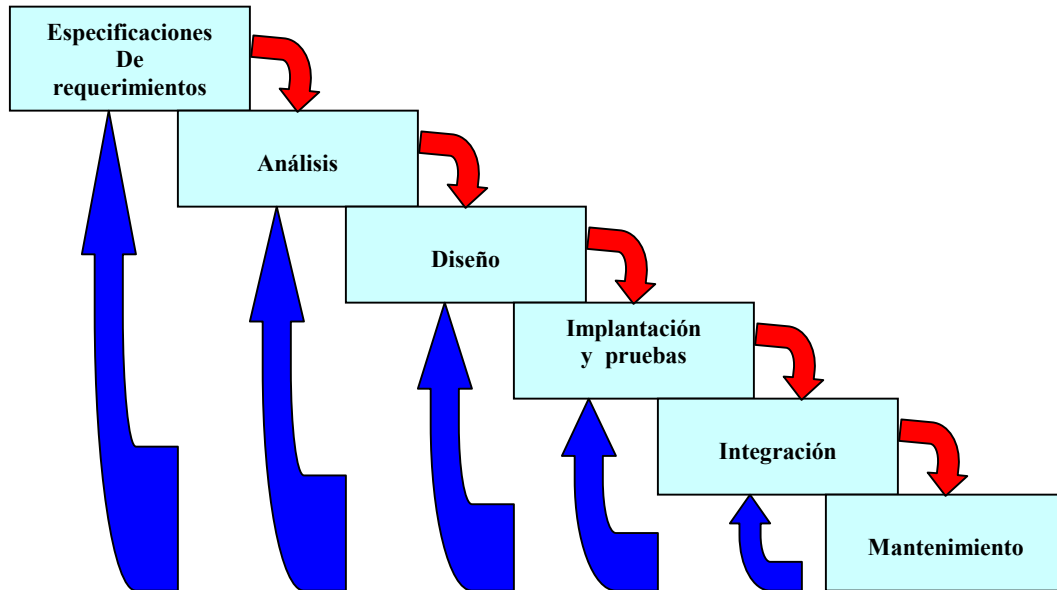 Especificaciones
De
requerimientos
Análisis
Diseño
Implantación
y pruebas
Integración
Mantenimiento